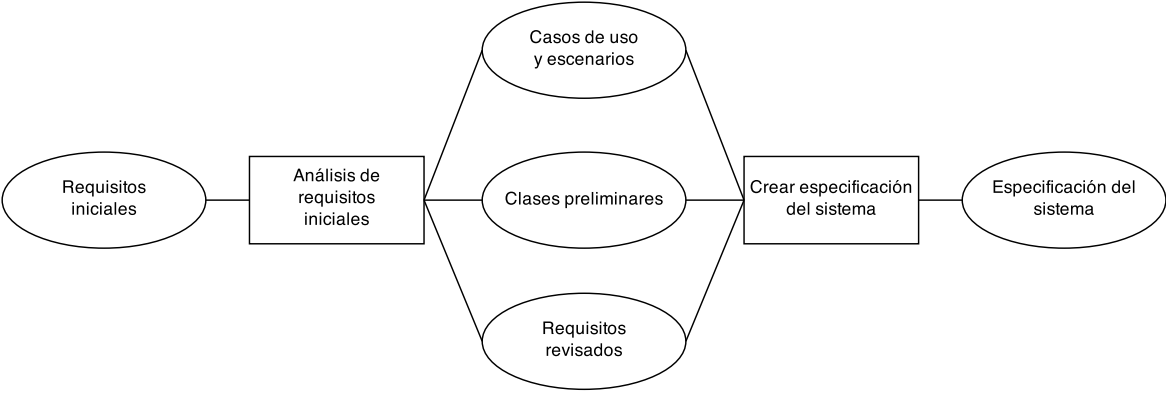 Casos de uso
y escenarios
Requisitos
iniciales
Análisis de
requisitos
iniciales
Clases preliminares
Crear especificación
del sistema
Especificación del
sistema
Requisitos
revisados